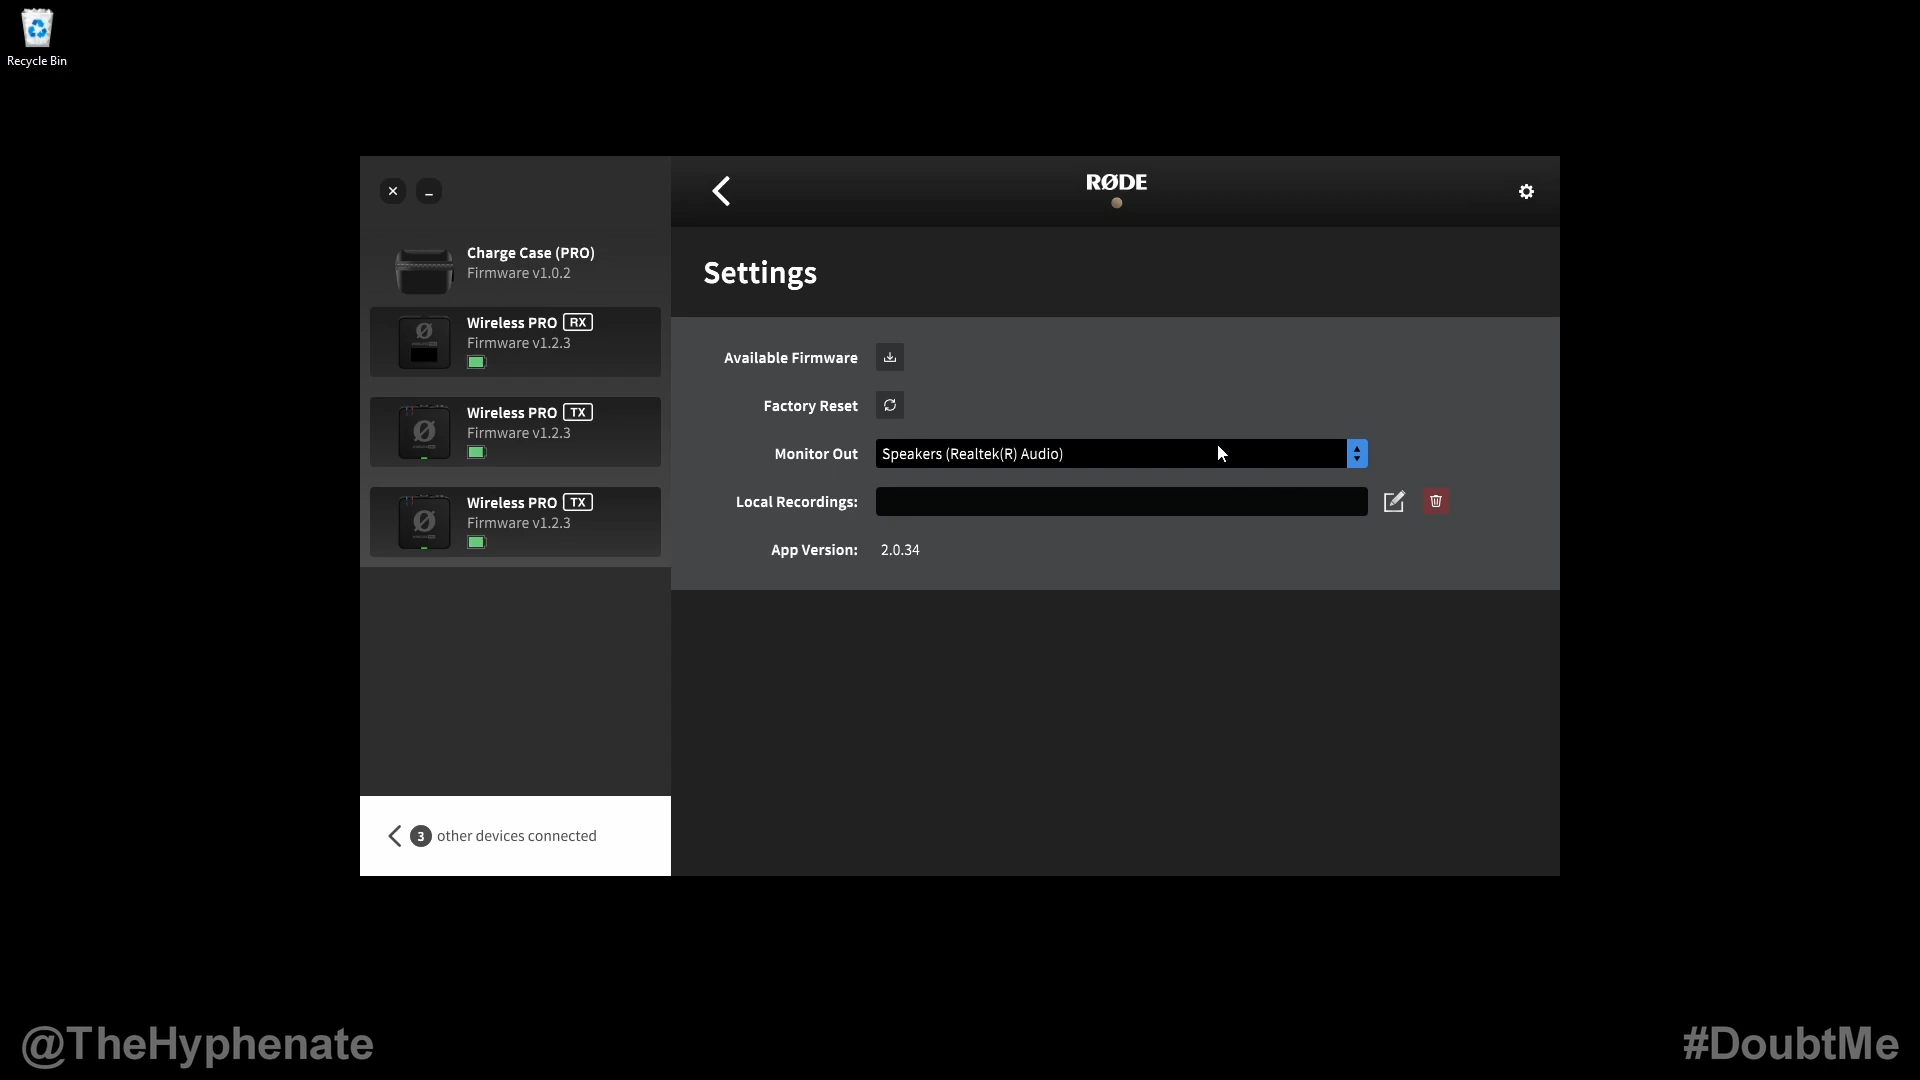 Recycle Bin
RØDE
Charge Case (PRO)
Firmware v1.0.2
Wireless PRO RX
Firmware v1.2.3
Wireless PRO TX
Firmware v1.2.3
Wireless PRO TX
Firmware v1.2.3
3 other devices connected
Settings
Available Firmware
Factory Reset
Monitor Out Speakers (Realtek(R) Audio)
Local Recordings:
App Version: 2.0.34
@TheHyphenate
#DoubtMe